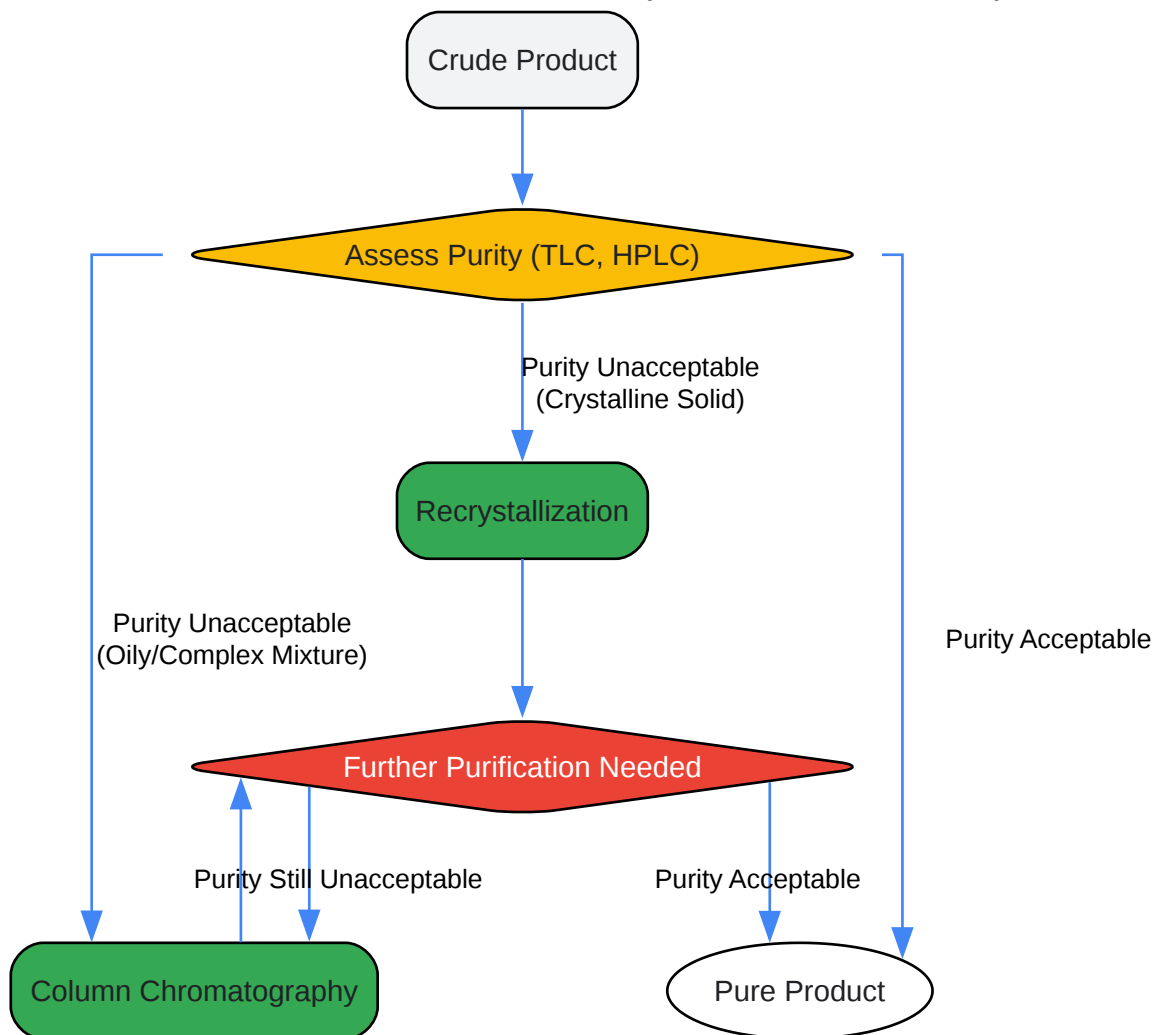 Crude Product
Assess Purity (TLC, HPLC)
Purity Unacceptable
(Crystalline Solid)
Recrystallization
Purity Unacceptable
(Oily/Complex Mixture)
Purity Acceptable
Further Purification Needed
Purity Still Unacceptable
Purity Acceptable
Column Chromatography
Pure Product